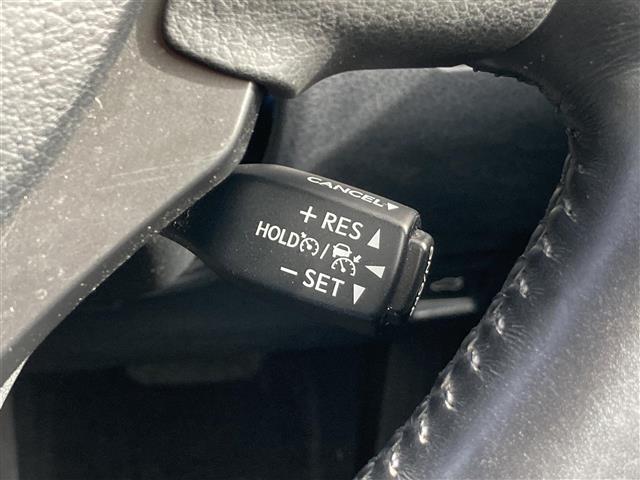 CANCEL▼
+ RES ▲
HOLD /
− SET ▼